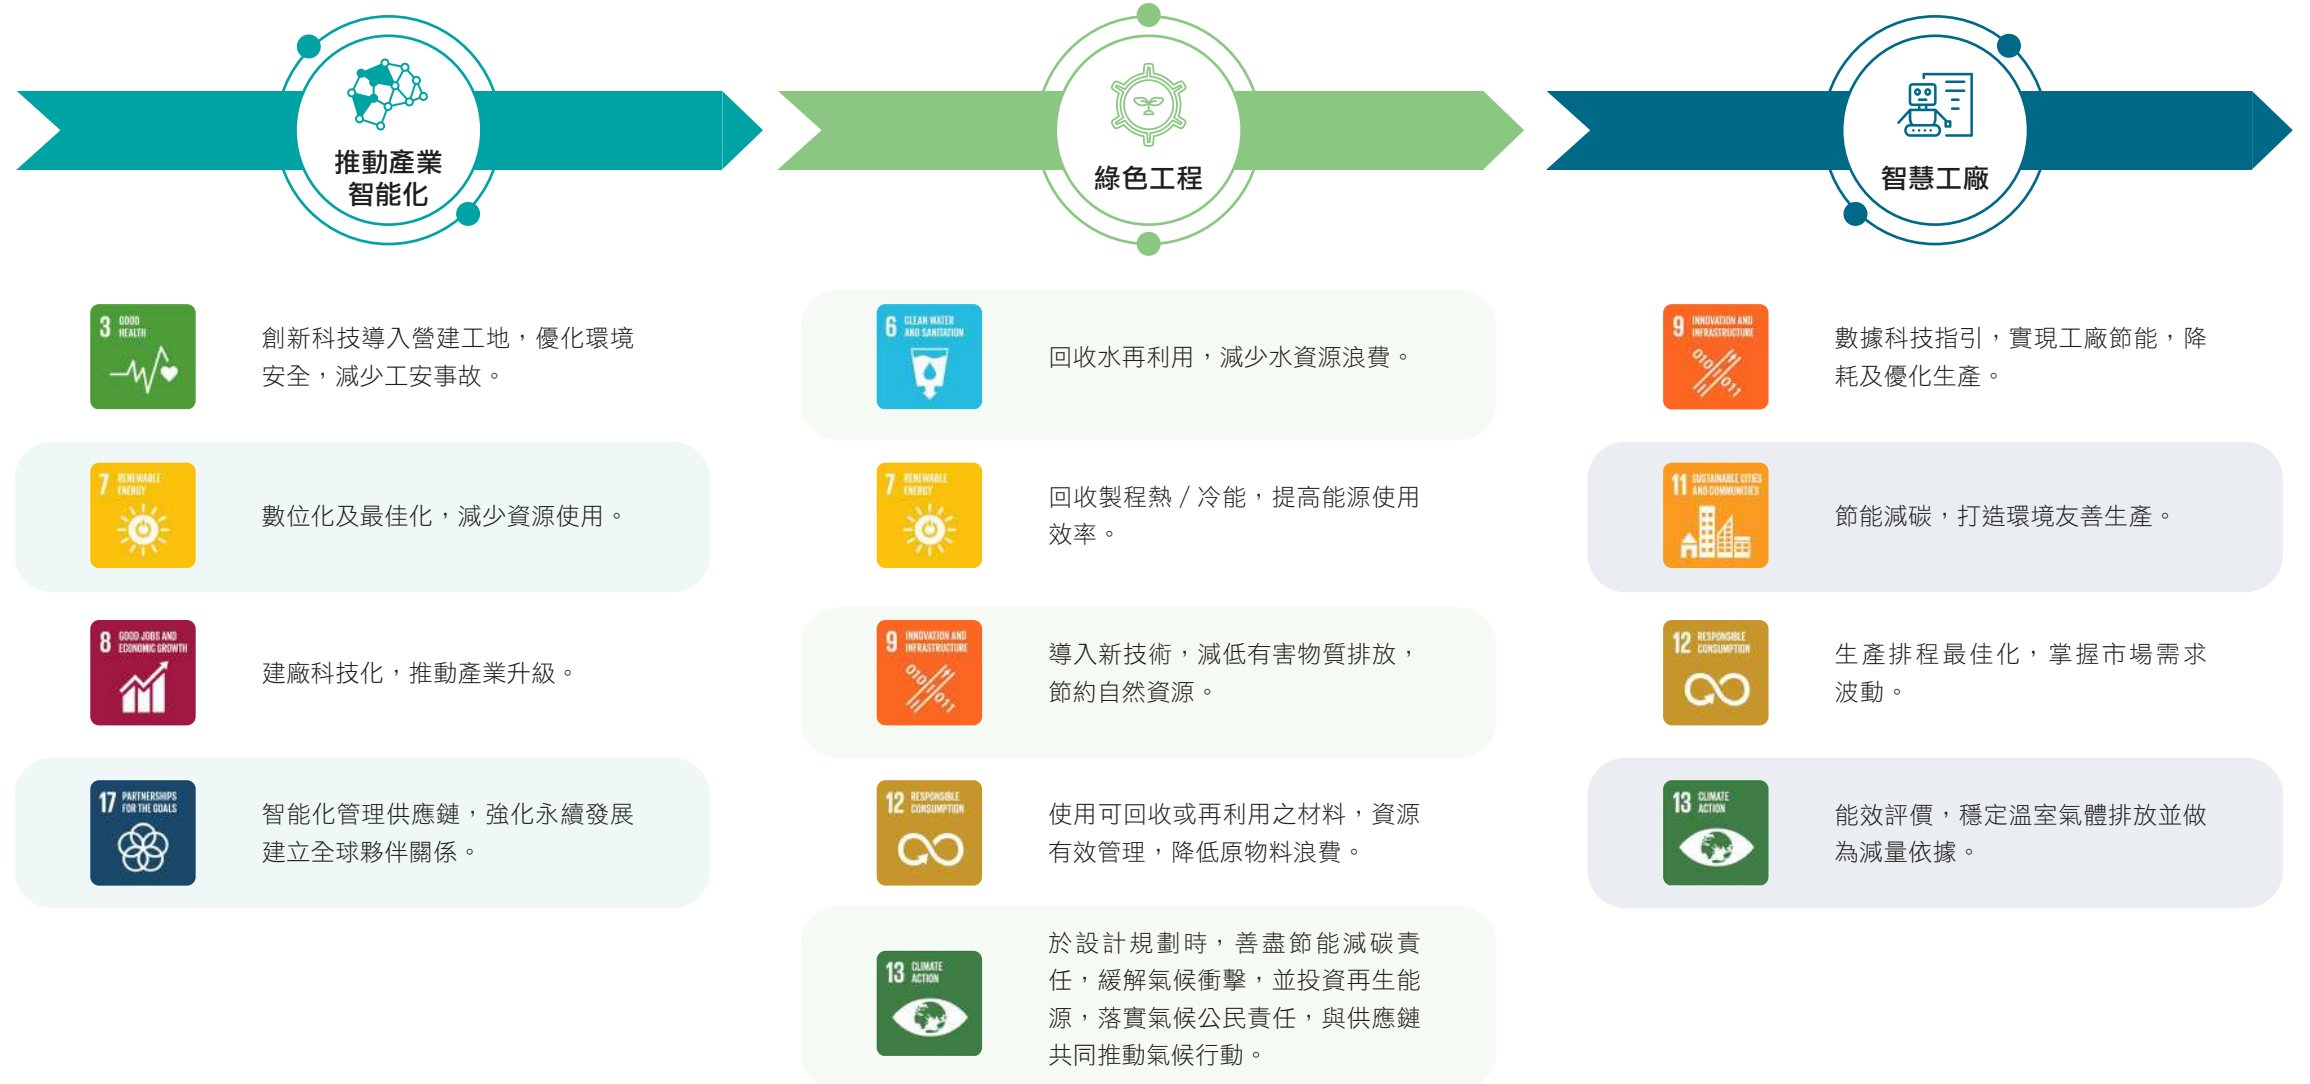 推動產業
智能化
3 GOOD
HEALTH
創新科技導入營建工地，優化環境
安全，減少工安事故。
7 RENEWABLE
ENERGY
數位化及最佳化，減少資源使用。
8 GOOD JOBS AND
ECONOMIC GROWTH
建廠科技化，推動產業升級。
17 PARTNERSHIPS
FOR THE GOALS
智能化管理供應鏈，強化永續發展
建立全球夥伴關係。
綠色工程
6 CLEAN WATER
AND SANITATION
回收水再利用，減少水資源浪費。
7 RENEWABLE
ENERGY
回收製程熱 / 冷能，提高能源使用
效率。
9 INNOVATION AND
INFRASTRUCTURE
導入新技術，減低有害物質排放，
節約自然資源。
12 RESPONSIBLE
CONSUMPTION
使用可回收或再利用之材料，資源
有效管理，降低原物料浪費。
13 CLIMATE
ACTION
於設計規劃時，善盡節能減碳責
任，緩解氣候衝擊，並投資再生能
源，落實氣候公民責任，與供應鏈
共同推動氣候行動。
智慧工廠
9 INNOVATION AND
INFRASTRUCTURE
數據科技指引，實現工廠節能，降
耗及優化生產。
11 SUSTAINABLE CITIES
AND COMMUNITIES
節能減碳，打造環境友善生產。
12 RESPONSIBLE
CONSUMPTION
生產排程最佳化，掌握市場需求
波動。
13 CLIMATE
ACTION
能效評價，穩定溫室氣體排放並做
為減量依據。